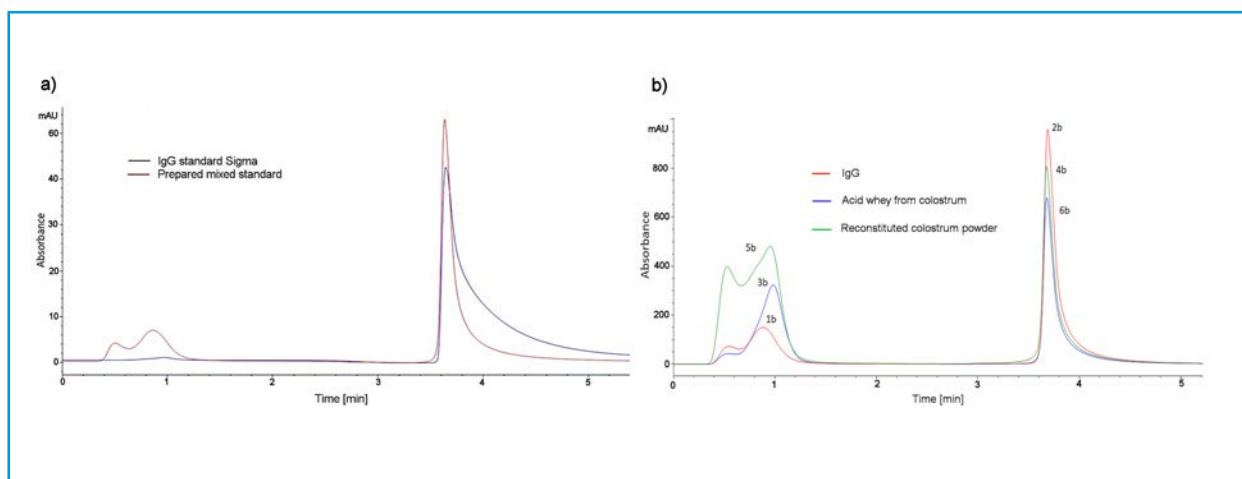 a)
mAU
60
40
20
10
0
Absorbance
IgG standard Sigma
Prepared mixed standard
0
1
3
4
5
Time [min]
b)
mAU
800
600
400
200
0
Absorbance
IgG
Acid whey from colostrum
Reconstituted colostrum powder
5b
3b
1b
2b
4b
6b
0
1
2
3
4
5
Time [min]